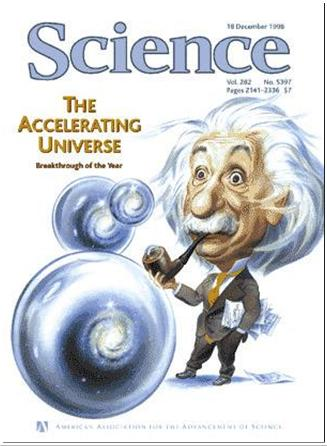 18 December 1998
Science
Vol. 282 No. 5397
Pages 2141–2336 $7
THE
ACCELERATING
UNIVERSE
Breakthrough of the Year
AMERICAN ASSOCIATION FOR THE ADVANCEMENT OF SCIENCE